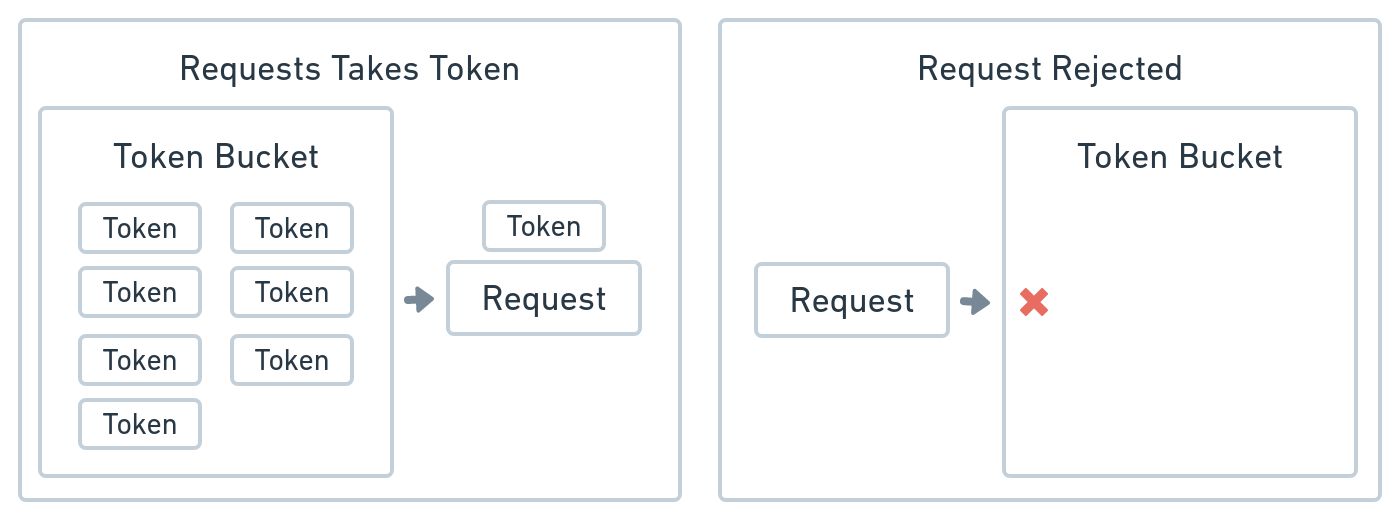 Requests Takes Token
Token Bucket
Token Token
Token Token
Token Token
Token
Token
Request
Request Rejected
Token Bucket
Request